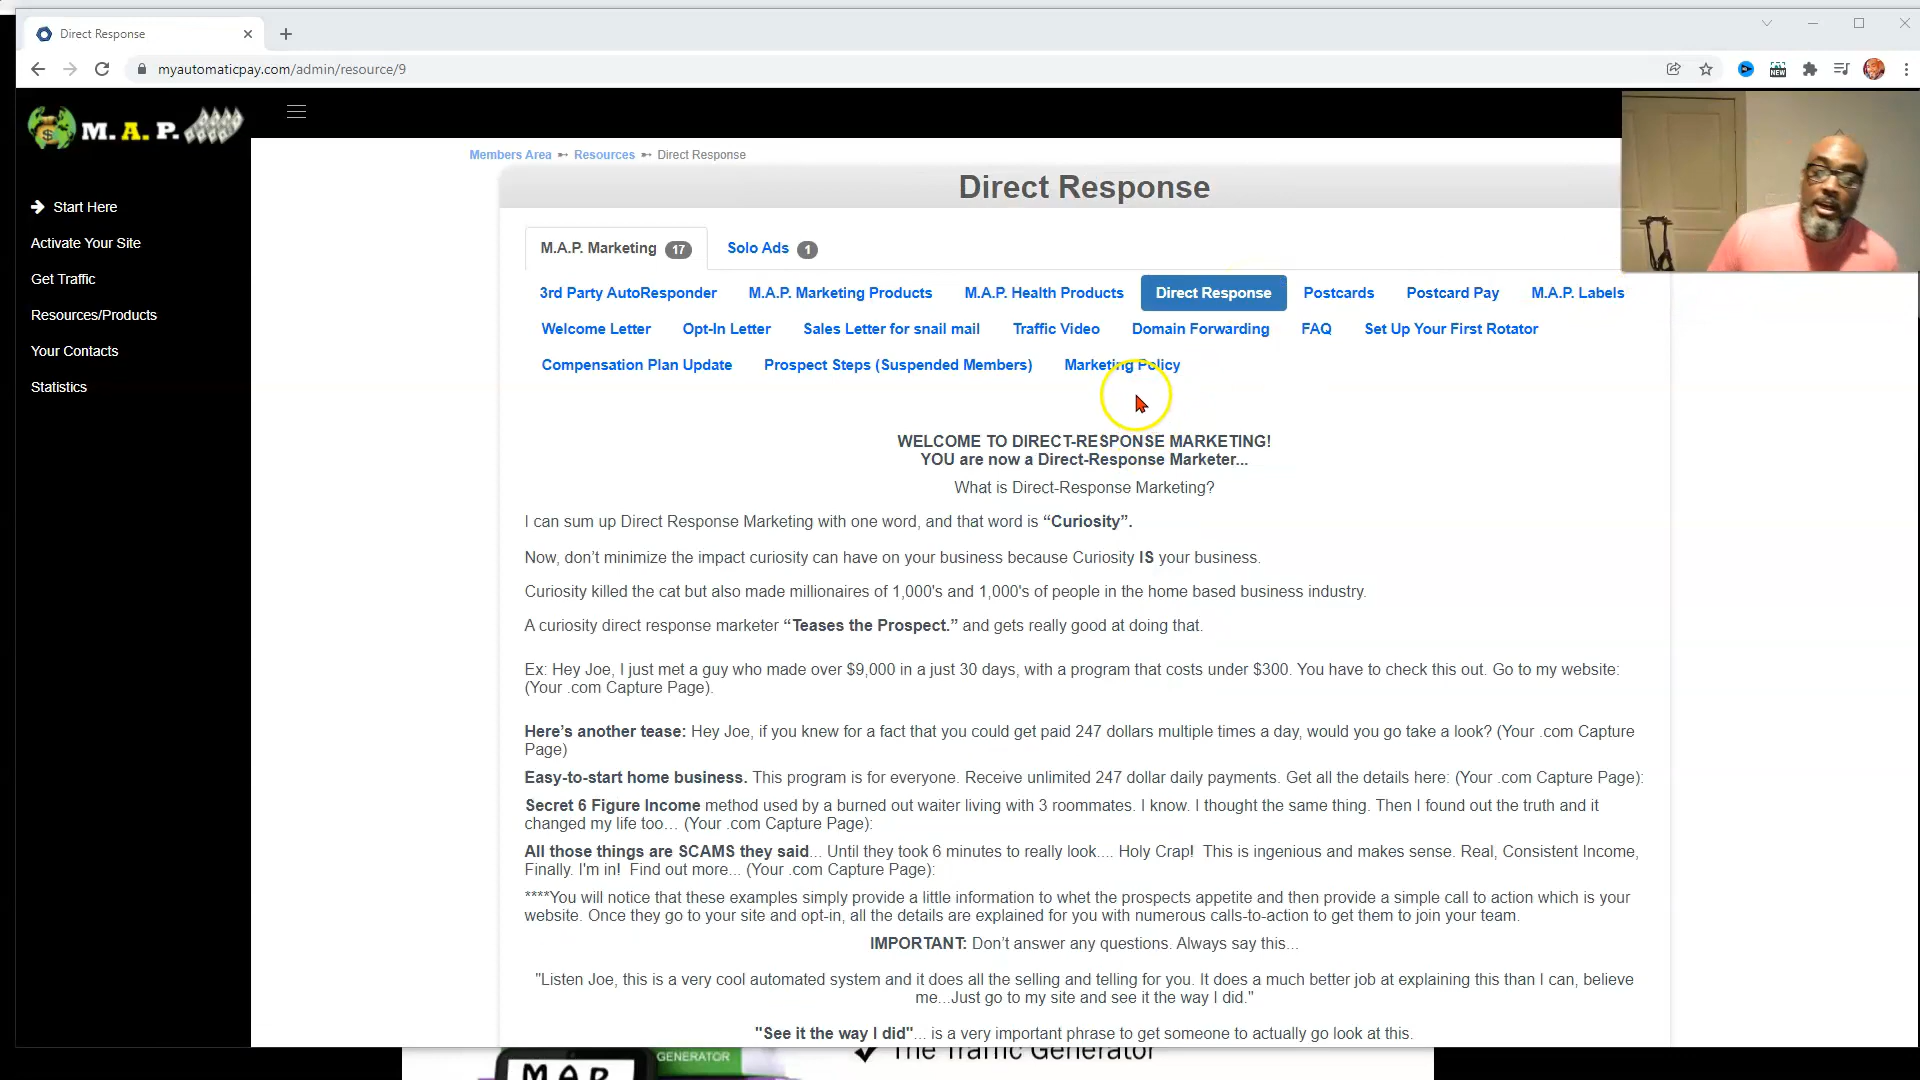 Direct Response
myautomaticpay.com/admin/resource/9
NEW
M. A. P.
Start Here
Activate Your Site
Get Traffic
Resources/Products
Your Contacts
Statistics
Members Area ➸ Resources ➸ Direct Response
Direct Response
M.A.P. Marketing 17 Solo Ads 1
3rd Party AutoResponder M.A.P. Marketing Products M.A.P. Health Products Direct Response Postcards Postcard Pay M.A.P. Labels
Welcome Letter Opt-In Letter Sales Letter for snail mail Traffic Video Domain Forwarding FAQ Set Up Your First Rotator
Compensation Plan Update Prospect Steps (Suspended Members) Marketing Policy
WELCOME TO DIRECT-RESPONSE MARKETING!
YOU are now a Direct-Response Marketer...
What is Direct-Response Marketing?
I can sum up Direct Response Marketing with one word, and that word is “Curiosity”.
Now, don’t minimize the impact curiosity can have on your business because Curiosity IS your business.
Curiosity killed the cat but also made millionaires of 1,000's and 1,000's of people in the home based business industry.
A curiosity direct response marketer “Teases the Prospect.” and gets really good at doing that.
Ex: Hey Joe, I just met a guy who made over $9,000 in a just 30 days, with a program that costs under $300. You have to check this out. Go to my website:
(Your .com Capture Page).
Here’s another tease: Hey Joe, if you knew for a fact that you could get paid 247 dollars multiple times a day, would you go take a look? (Your .com Capture
Page)
Easy-to-start home business. This program is for everyone. Receive unlimited 247 dollar daily payments. Get all the details here: (Your .com Capture Page):
Secret 6 Figure Income method used by a burned out waiter living with 3 roommates. I know. I thought the same thing. Then I found out the truth and it
changed my life too… (Your .com Capture Page):
All those things are SCAMS they said... Until they took 6 minutes to really look.... Holy Crap! This is ingenious and makes sense. Real, Consistent Income,
Finally. I'm in! Find out more... (Your .com Capture Page):
****You will notice that these examples simply provide a little information to whet the prospects appetite and then provide a simple call to action which is your
website. Once they go to your site and opt-in, all the details are explained for you with numerous calls-to-action to get them to join your team.
IMPORTANT: Don’t answer any questions. Always say this...
"Listen Joe, this is a very cool automated system and it does all the selling and telling for you. It does a much better job at explaining this than I can, believe
me...Just go to my site and see it the way I did."
"See it the way I did"... is a very important phrase to get someone to actually go look at this.
GENERATOR
The Traffic Generator
MAP